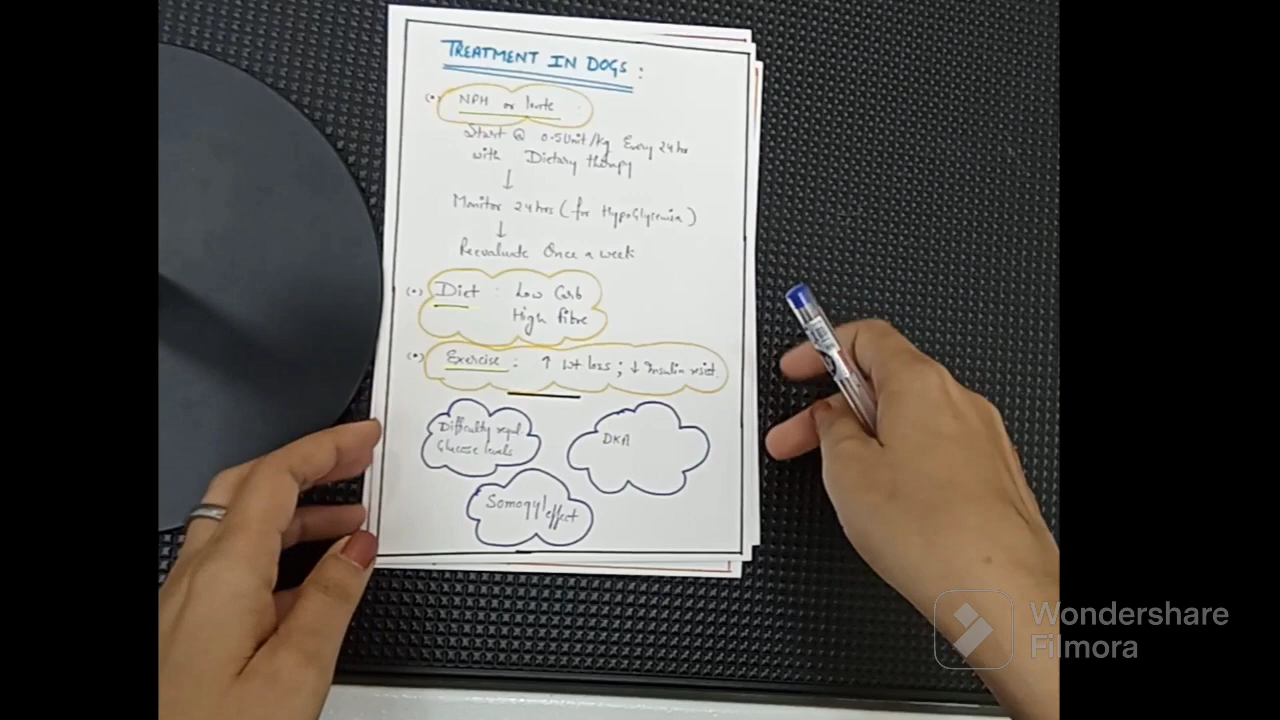 TREATMENT IN DOGS :
(•) NPH or lente
Start @ 0.5 Unit/kg Every 24 hr
with Dietary therapy
↓
Monitor 24 hrs (for HypoGlycemia)
↓
Reevaluate Once a week
(•) Diet : Low Carb
High Fibre
(•) Exercise : ↑ Wt loss ; ↓ Insulin resist.
Difficulty regul.
Glucose levels
DKA
Somogyi effect
Wondershare
Filmora